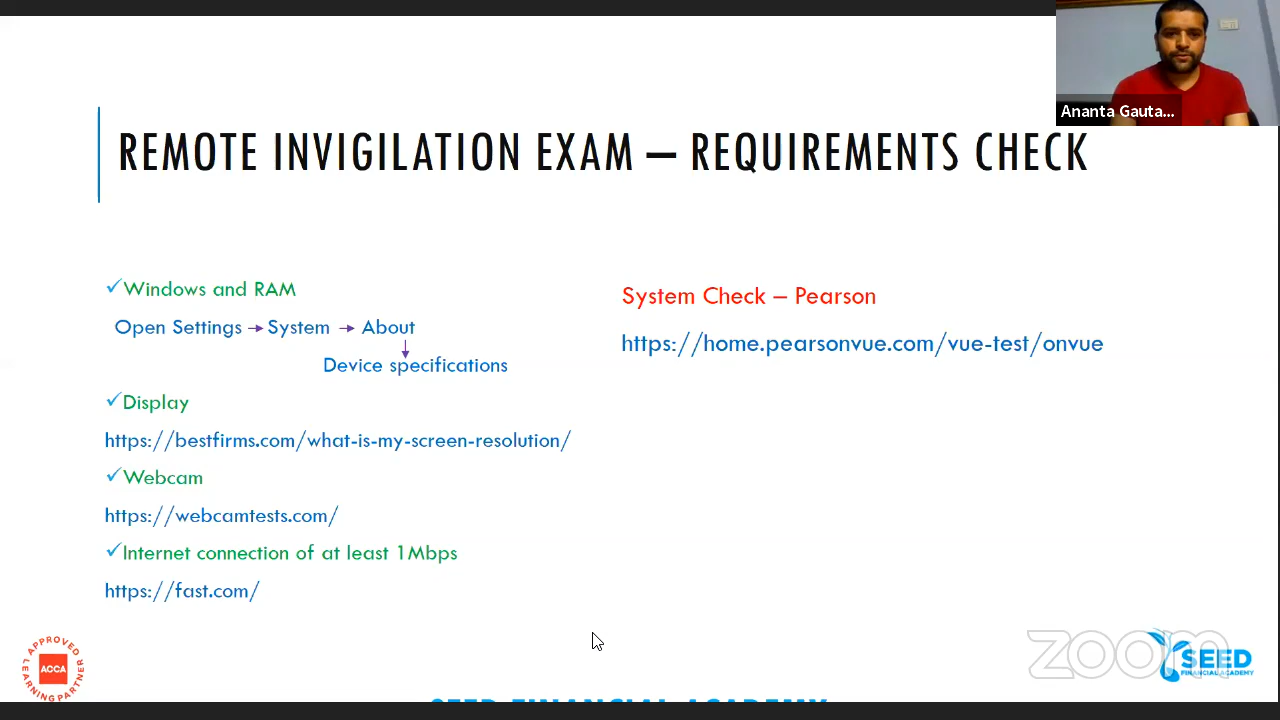 Ananta Gauta...
REMOTE INVIGILATION EXAM – REQUIREMENTS CHECK
✓Windows and RAM
Open Settings → System → About
↓
Device specifications
✓Display
https://bestfirms.com/what-is-my-screen-resolution/
✓Webcam
https://webcamtests.com/
✓Internet connection of at least 1Mbps
https://fast.com/
System Check – Pearson
https://home.pearsonvue.com/vue-test/onvue
APPROVED
ACCA
LEARNING PARTNER
zoom
SEED
FINANCIAL ACADEMY
SEED FINANCIAL ACADEMY